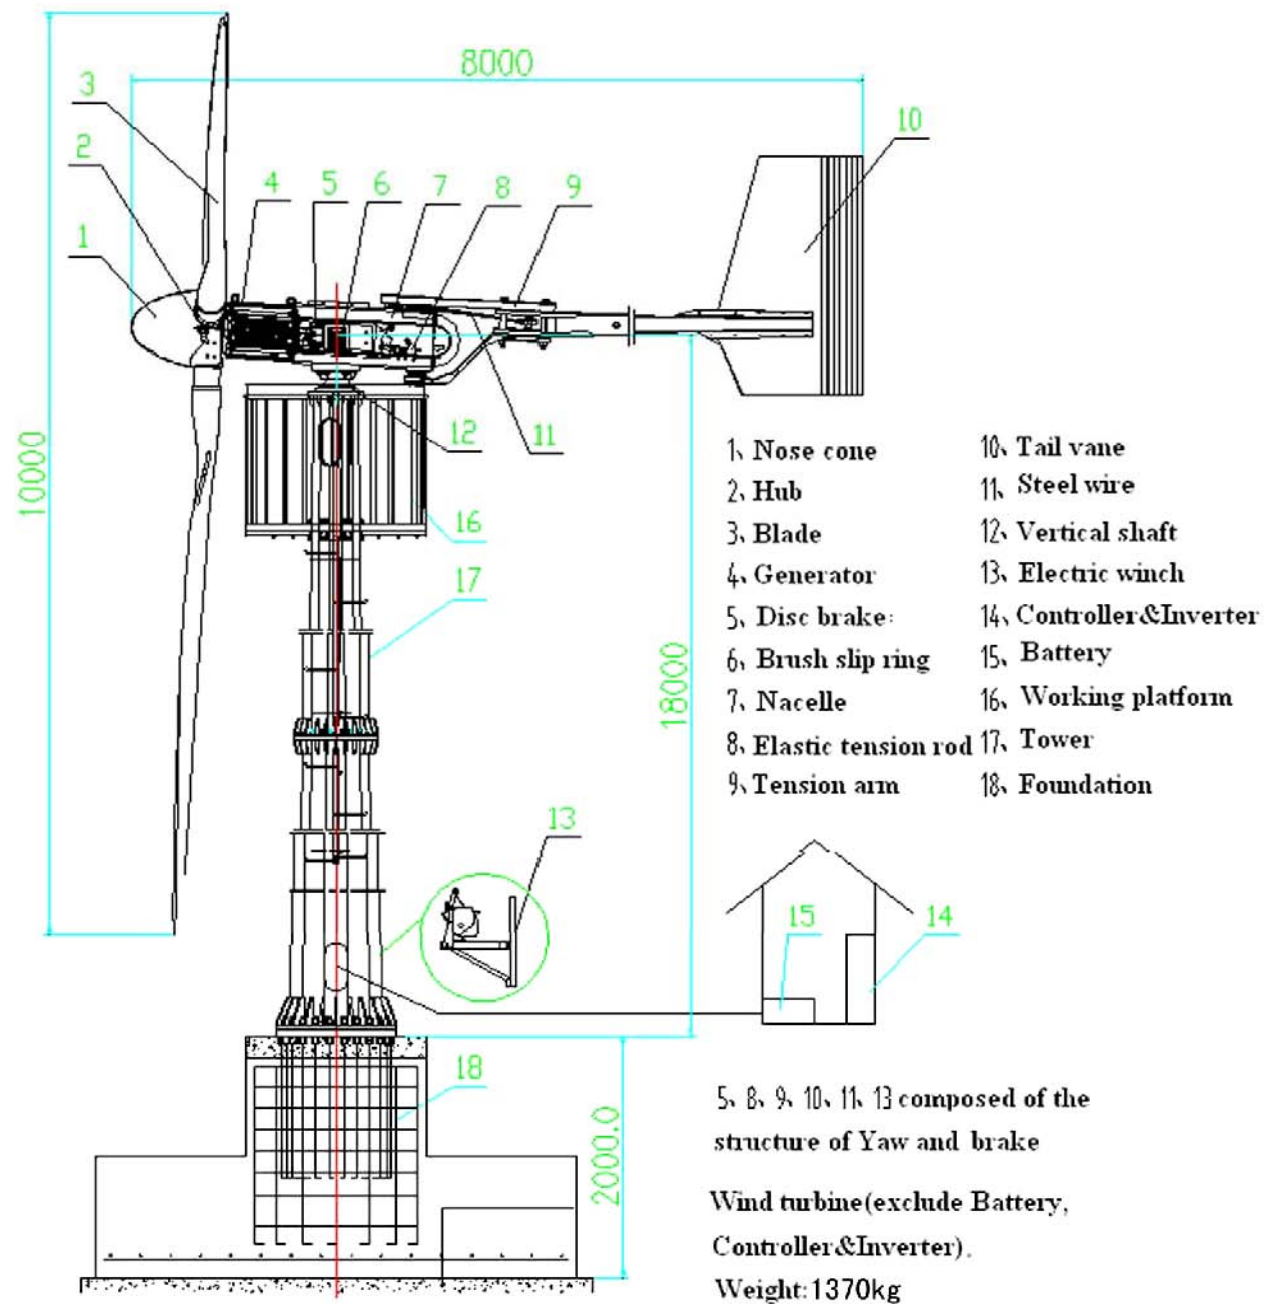 8000
3
10
2
4
5
6
7
8
9
1
10000
12
11
16
17
18000
13
15
14
18
2000.0
1、Nose cone
2、Hub
3、Blade
4、Generator
5、Disc brake:
6、Brush slip ring
7、Nacelle
8、Elastic tension rod
9、Tension arm
10、Tail vane
11、Steel wire
12、Vertical shaft
13、Electric winch
14、Controller&Inverter
15、Battery
16、Working platform
17、Tower
18、Foundation
5、8、9、10、11、13 composed of the
structure of Yaw and brake
Wind turbine(exclude Battery,
Controller&Inverter).
Weight:1370kg